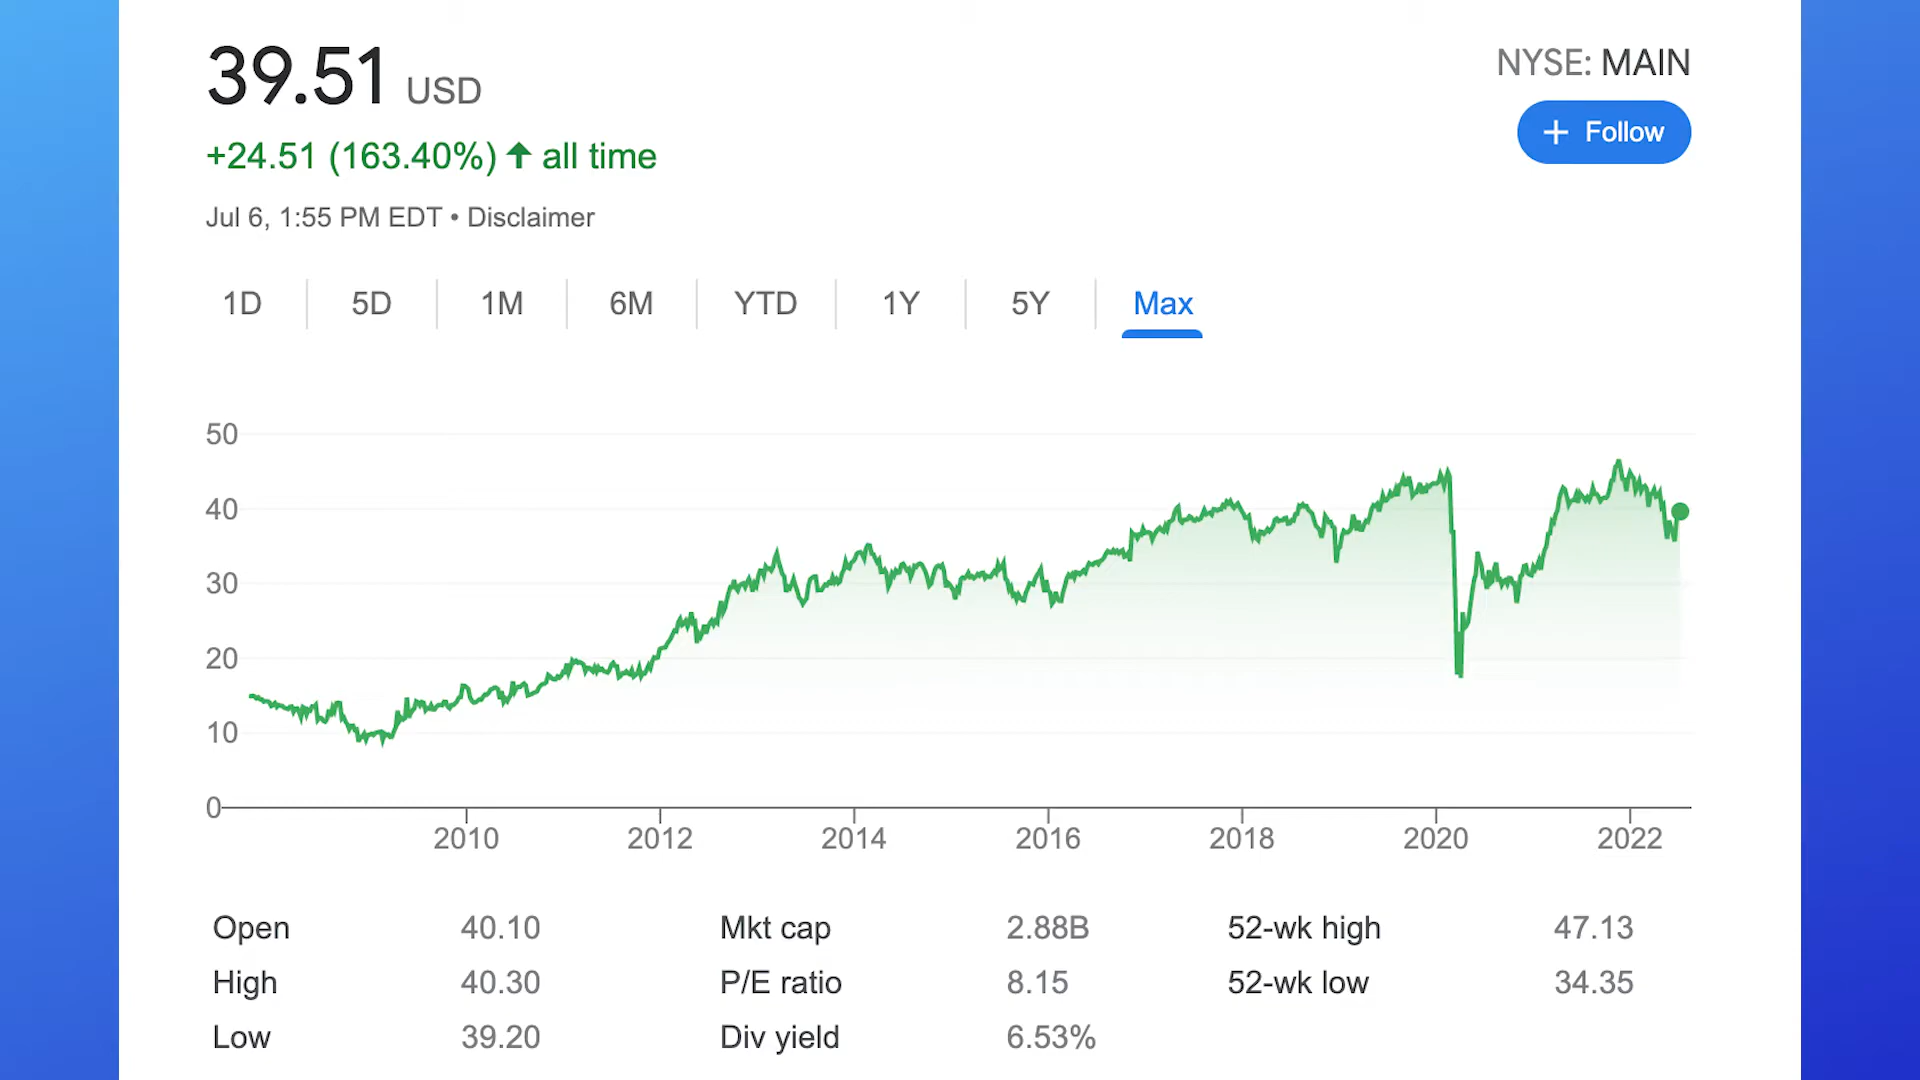 39.51 USD
NYSE: MAIN
+ Follow
+24.51 (163.40%) ↑ all time
Jul 6, 1:55 PM EDT • Disclaimer
1D 5D 1M 6M YTD 1Y 5Y Max
50
40
30
20
10
0
2010 2012 2014 2016 2018 2020 2022
Open 40.10 Mkt cap 2.88B 52-wk high 47.13
High 40.30 P/E ratio 8.15 52-wk low 34.35
Low 39.20 Div yield 6.53%